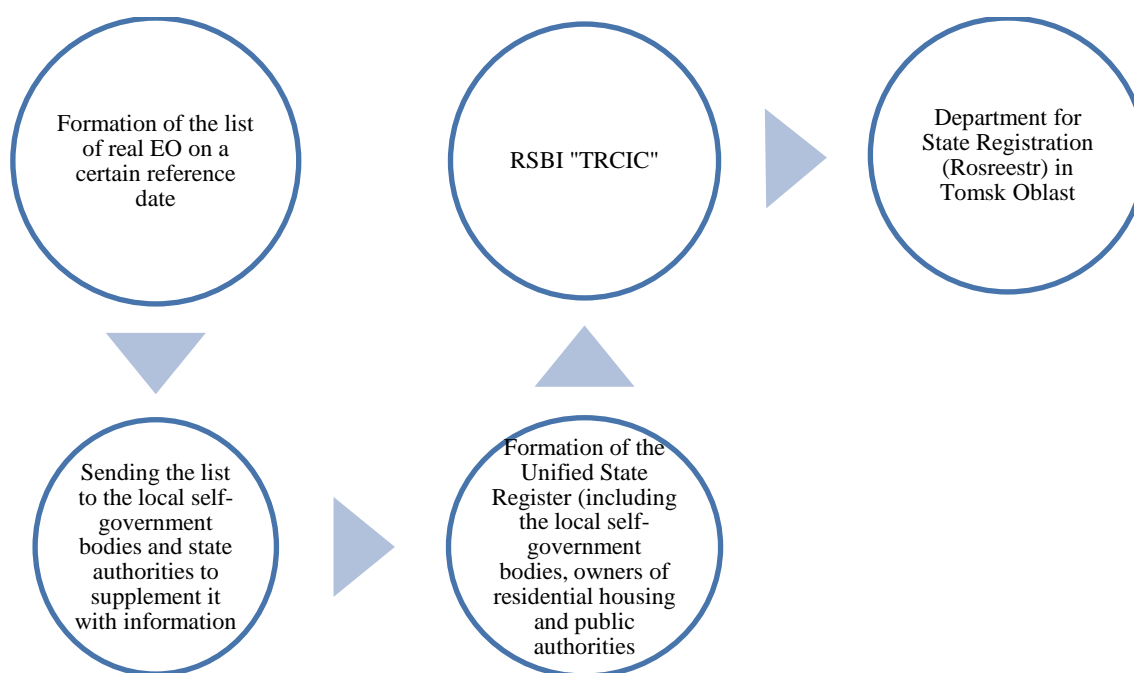 Formation of the list
of real EO on a
certain reference
date
Sending the list
to the local self-
government
bodies and state
authorities to
supplement it
with information
Formation of the
Unified State
Register (including
the local self-
government
bodies, owners of
residential housing
and public
authorities
RSBI "TRCIC"
Department for
State Registration
(Rosreestr) in
Tomsk Oblast